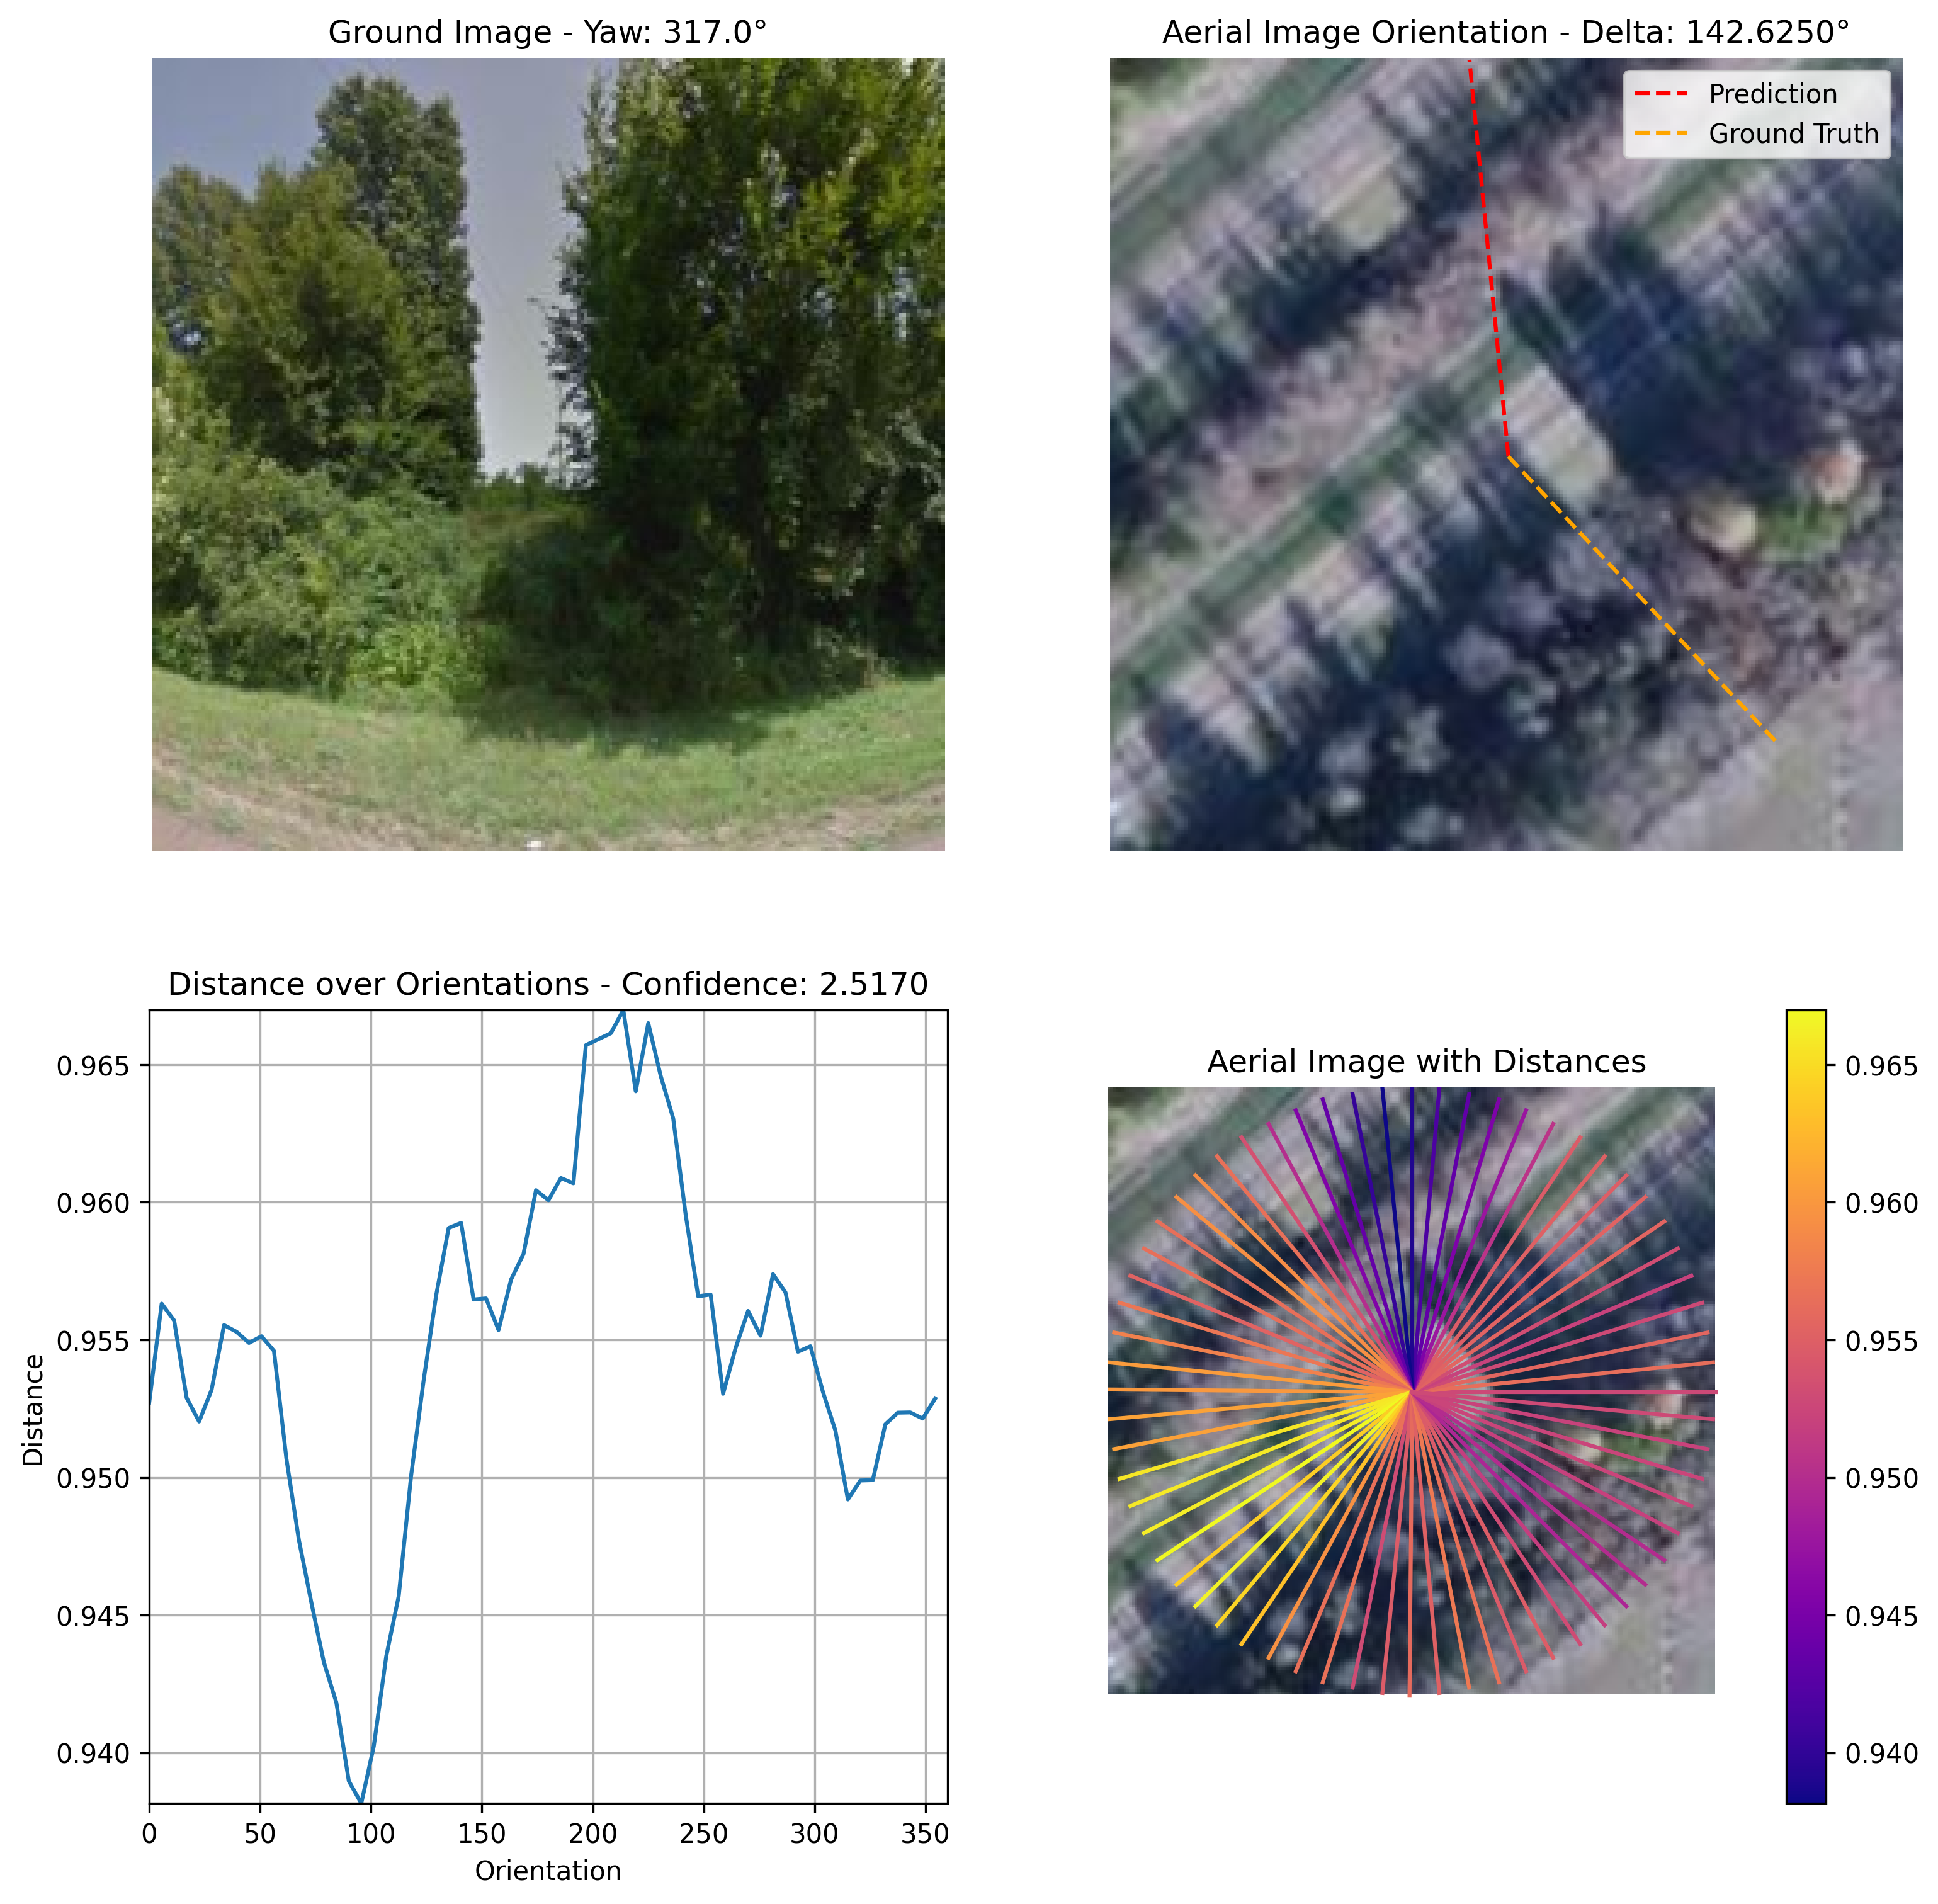 Ground Image - Yaw: 317.0°
Aerial Image Orientation - Delta: 142.6250°
Prediction
Ground Truth
Distance over Orientations - Confidence: 2.5170
Distance
0.965
0.960
0.955
0.950
0.945
0.940
0 50 100 150 200 250 300 350
Orientation
Aerial Image with Distances
0.965
0.960
0.955
0.950
0.945
0.940